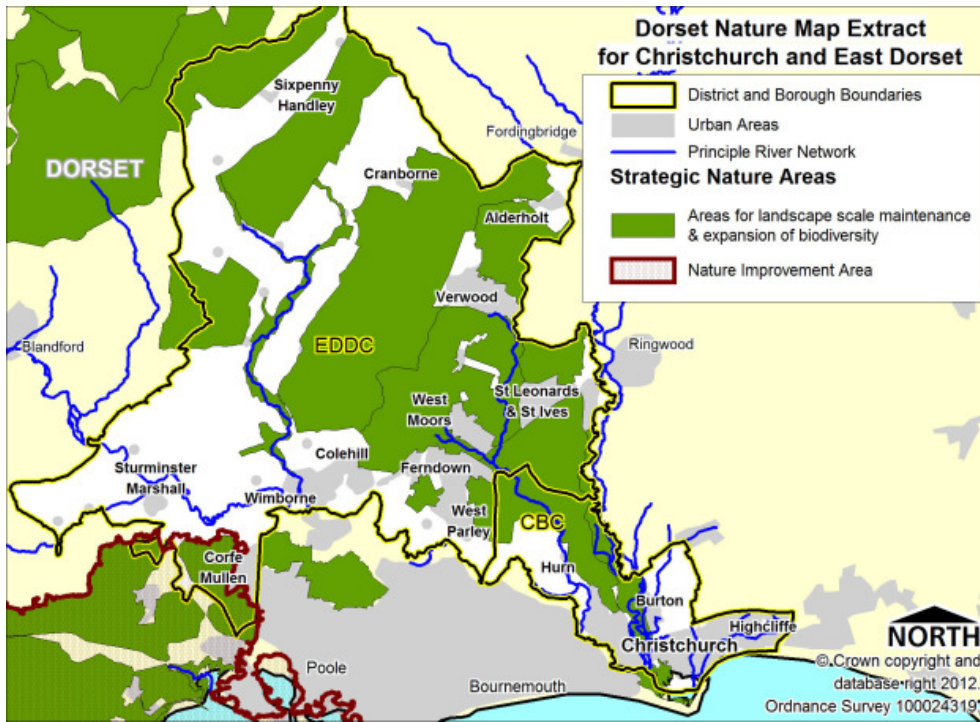 Dorset Nature Map Extract
for Christchurch and East Dorset
District and Borough Boundaries
Urban Areas
Principle River Network
Strategic Nature Areas
Areas for landscape scale maintenance
& expansion of biodiversity
Nature Improvement Area
Sixpenny
Handley
Fordingbridge
DORSET
Cranborne
Alderholt
Verwood
Blandford
EDDC
Ringwood
St Leonards
& St Ives
West
Moors
Colehill
Ferndown
Sturminster
Marshall
Wimborne
West
Parley
CBC
Corfe
Mullen
Hurn
Burton
Highcliffe
Christchurch
Poole
Bournemouth
NORTH
© Crown copyright and
database right 2012.
Ordnance Survey 100024319.